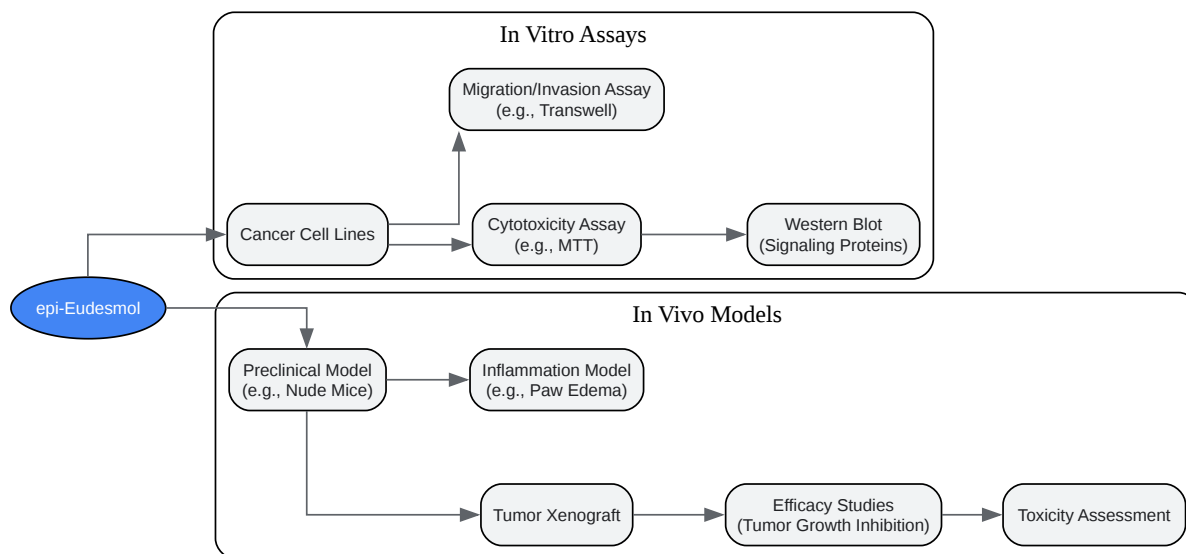 In Vitro Assays
Migration/Invasion Assay
(e.g., Transwell)
Cancer Cell Lines
Cytotoxicity Assay
(e.g., MTT)
Western Blot
(Signaling Proteins)
epi-Eudesmol
In Vivo Models
Preclinical Model
(e.g., Nude Mice)
Inflammation Model
(e.g., Paw Edema)
Tumor Xenograft
Efficacy Studies
(Tumor Growth Inhibition)
Toxicity Assessment